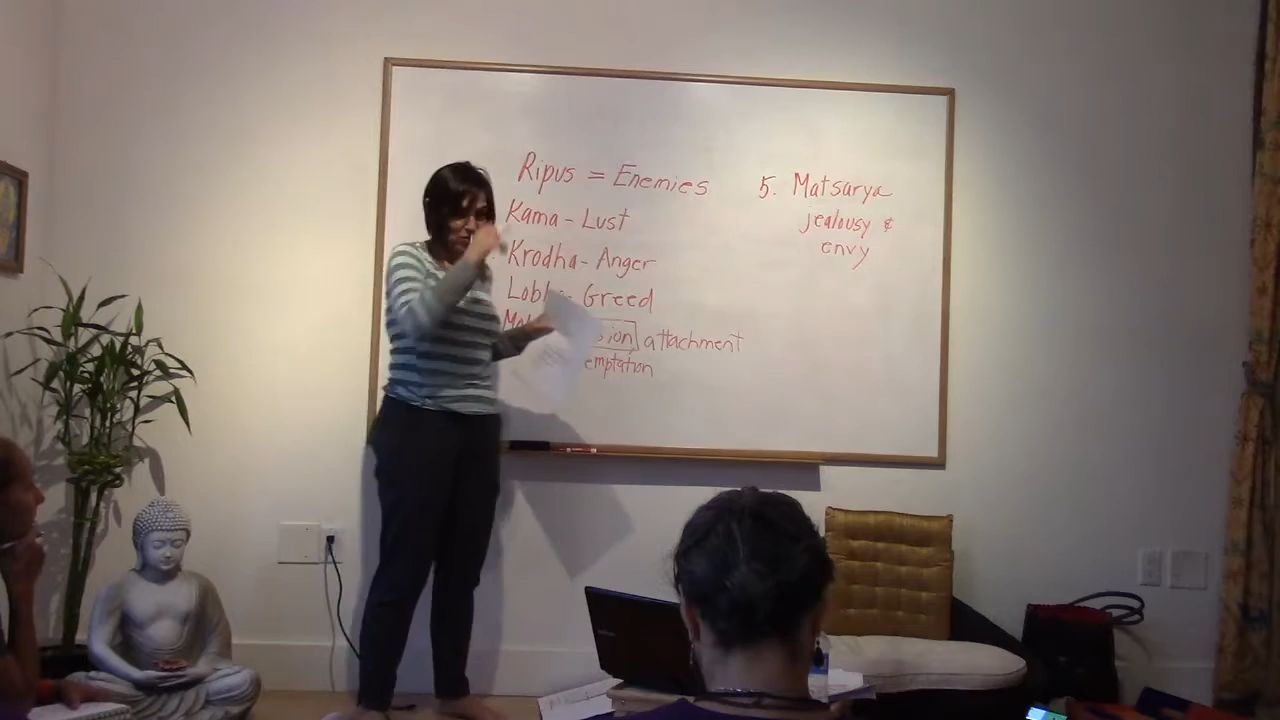 Ripus = Enemies
Kama - Lust
Krodha - Anger
Greed
attachment
5. Matsarya
jealousy &
envy